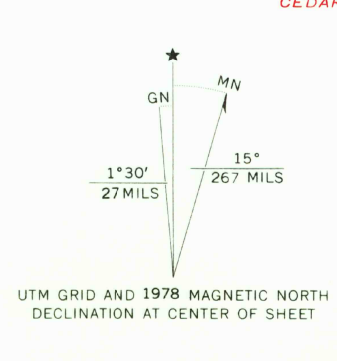 CEDAR
★
GN
MN
1°30′
27 MILS
15°
267 MILS
UTM GRID AND 1978 MAGNETIC NORTH
DECLINATION AT CENTER OF SHEET